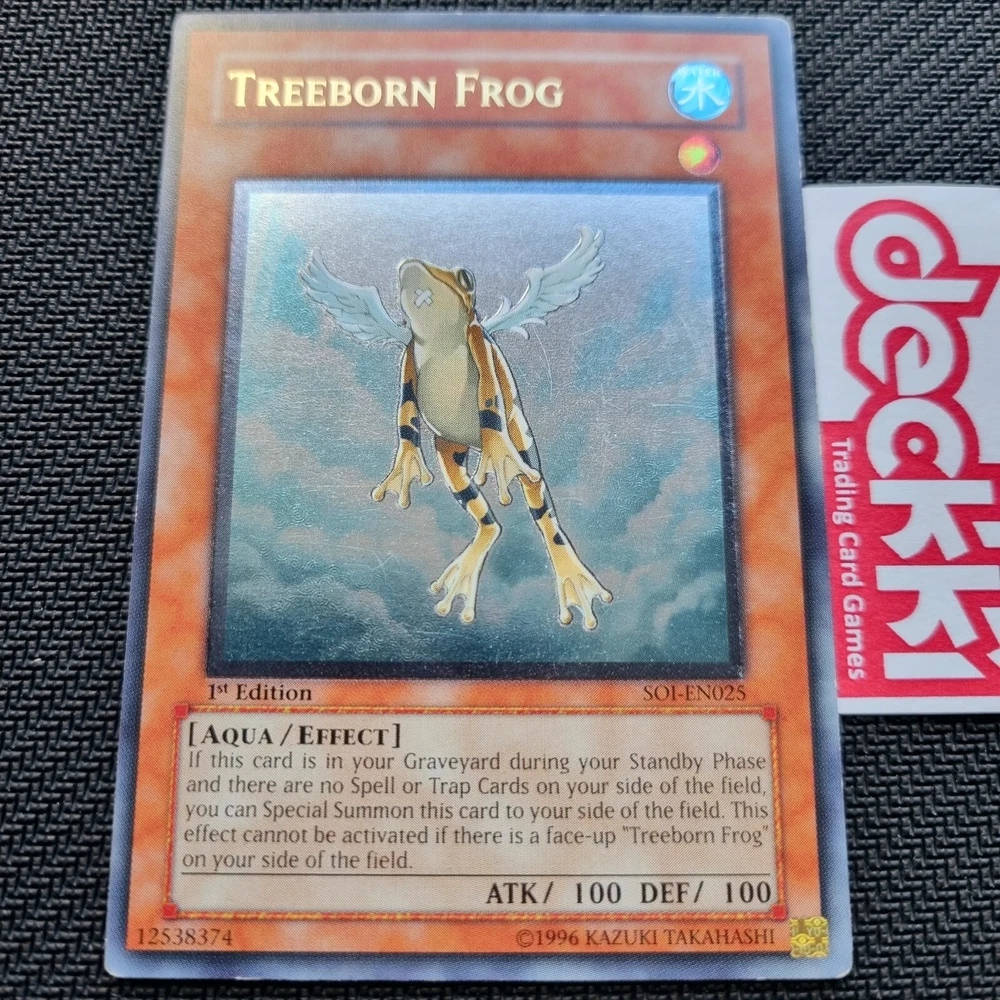 TREEBORN FROG
WATER
水
1st Edition
SOI-EN025
[AQUA/EFFECT]
If this card is in your Graveyard during your Standby Phase
and there are no Spell or Trap Cards on your side of the field,
you can Special Summon this card to your side of the field. This
effect cannot be activated if there is a face-up "Treeborn Frog"
on your side of the field.
ATK/ 100 DEF/ 100
12538374
©1996 KAZUKI TAKAHASHI
dekki
Trading Card Games